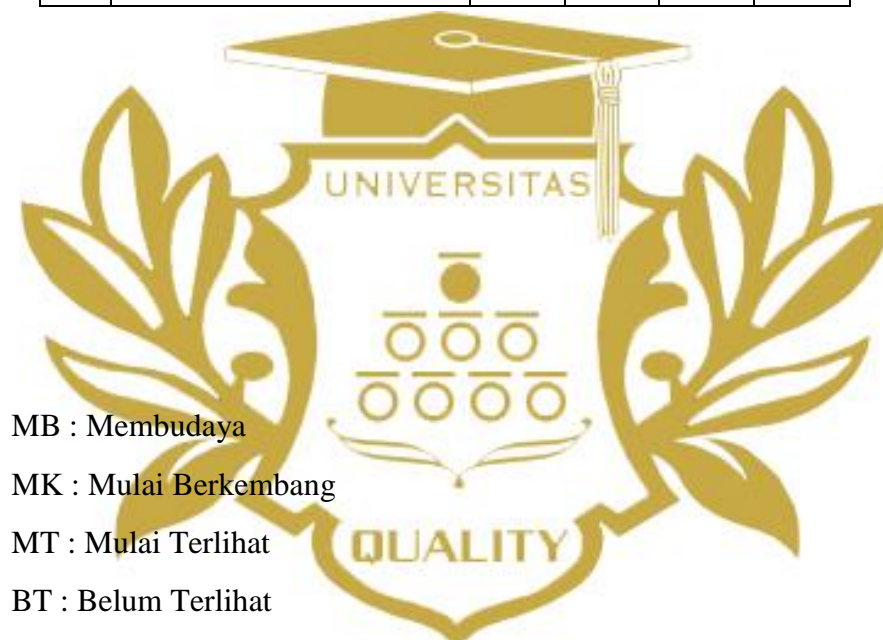 UNIVERSITAS
MB : Membudaya
MK : Mulai Berkembang
MT : Mulai Terlihat
QUALITY
BT : Belum Terlihat